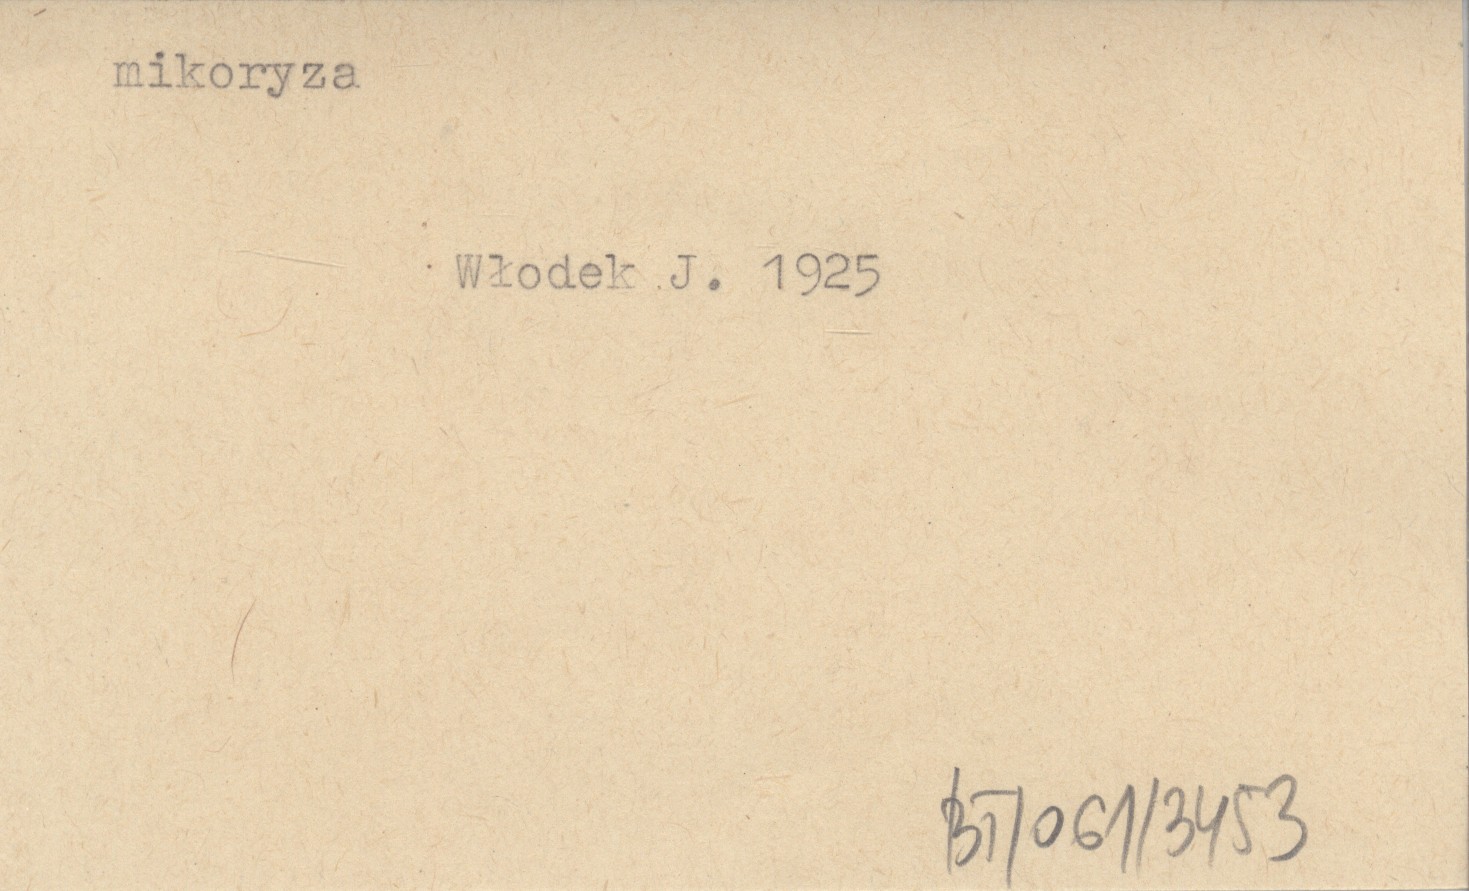 mikoryza
Włodek J. 1925
BT/061/3453